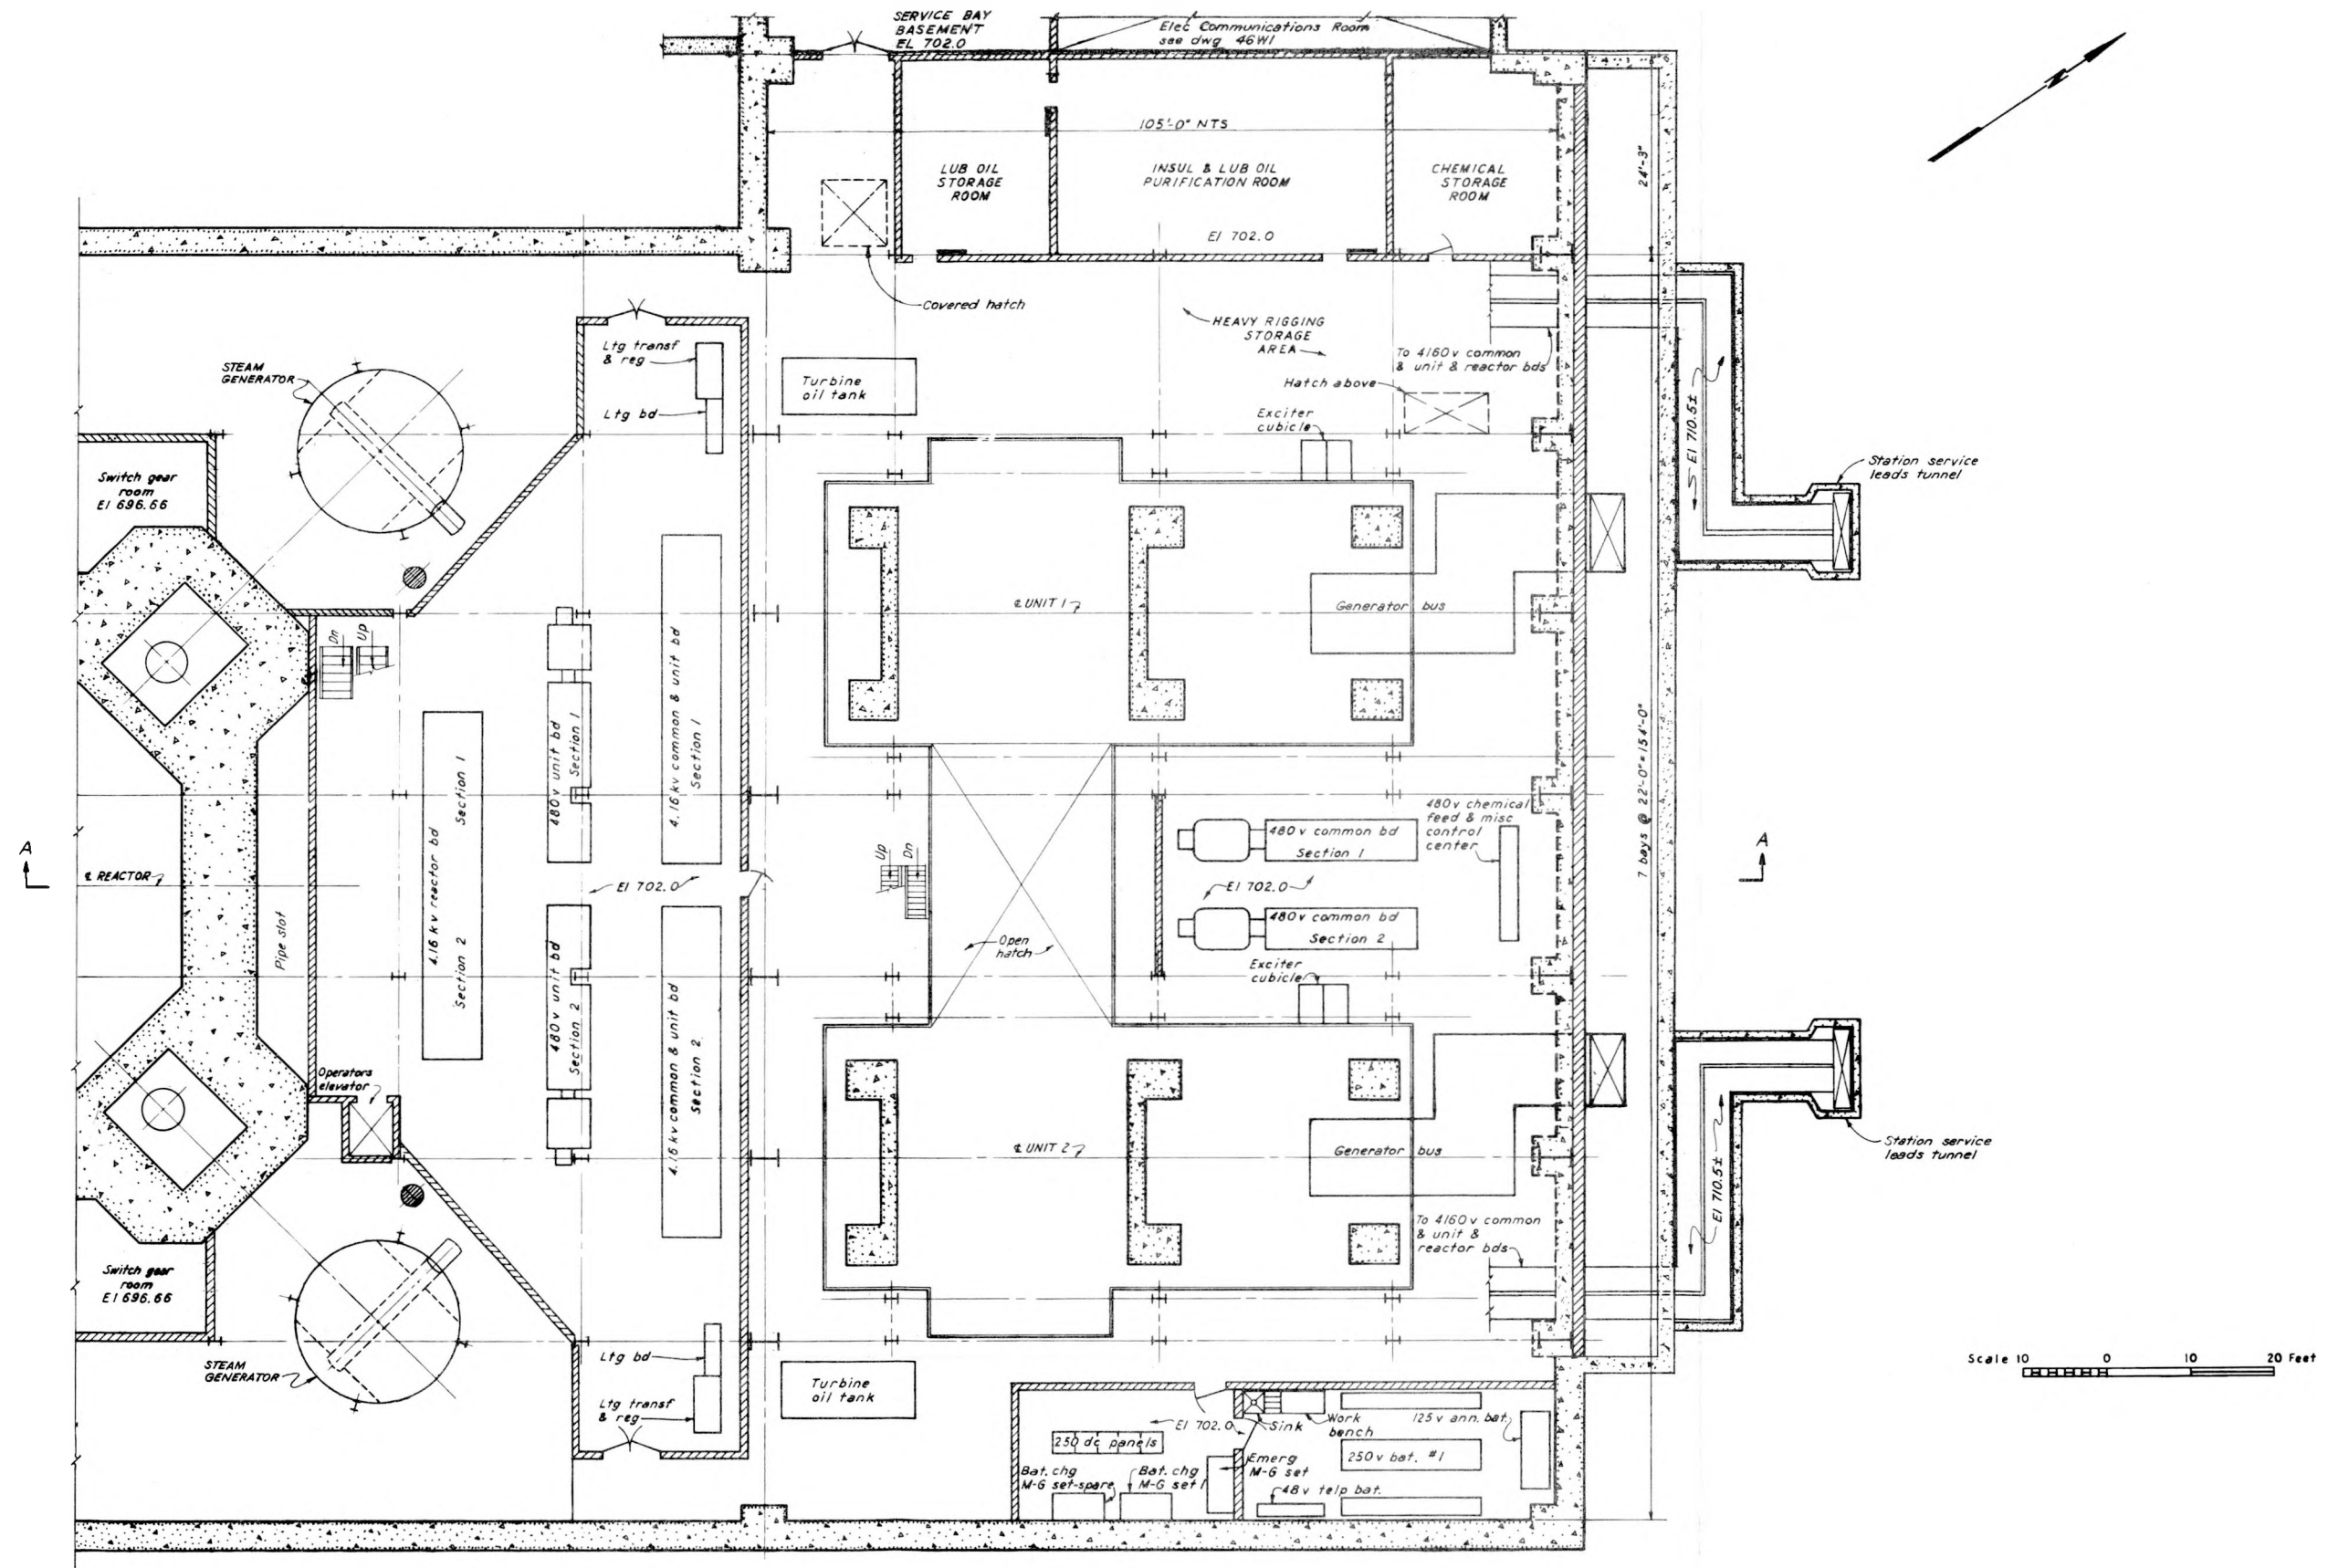 SERVICE BAY
BASEMENT
EL 702.0
Elec Communications Room
see dwg 46W1
N
105'-0" NTS
24'-3"
LUB OIL
STORAGE
ROOM
INSUL & LUB OIL
PURIFICATION ROOM
CHEMICAL
STORAGE
ROOM
El 702.0
Covered hatch
HEAVY RIGGING
STORAGE
AREA
Ltg transf
& reg
Ltg bd
STEAM
GENERATOR
Turbine
oil tank
To 4160v common
& unit & reactor bds
Hatch above
Exciter
cubicle
El 710.5±
Station service
leads tunnel
Switch gear
room
El 696.66
℄ UNIT 1
Generator bus
Dn
Up
4.16 kv reactor bd
Section 1
Section 2
480v unit bd
Section 1
4.16 kv common & unit bd
Section 1
7 bays @ 22'-0"=154'-0"
480v common bd
Section 1
480v chemical
feed & misc
control
center
A
A
℄ REACTOR
El 702.0
Up
Dn
El 702.0
480v common bd
Section 2
Pipe slot
Open
hatch
Exciter
cubicle
480v unit bd
Section 2
4.16 kv common & unit bd
Section 2
Operators
elevator
℄ UNIT 2
Generator bus
Station service
leads tunnel
El 710.5±
To 4160v common
& unit &
reactor bds
Switch gear
room
El 696.66
STEAM
GENERATOR
Ltg bd
Ltg transf
& reg
Turbine
oil tank
Scale 10 0 10 20 Feet
El 702.0
Sink
Work
bench
125v ann. bat.
250 dc panels
250v bat. #1
Bat. chg
M-G set-spare
Bat. chg
M-G set 1
Emerg
M-G set
48v telp bat.